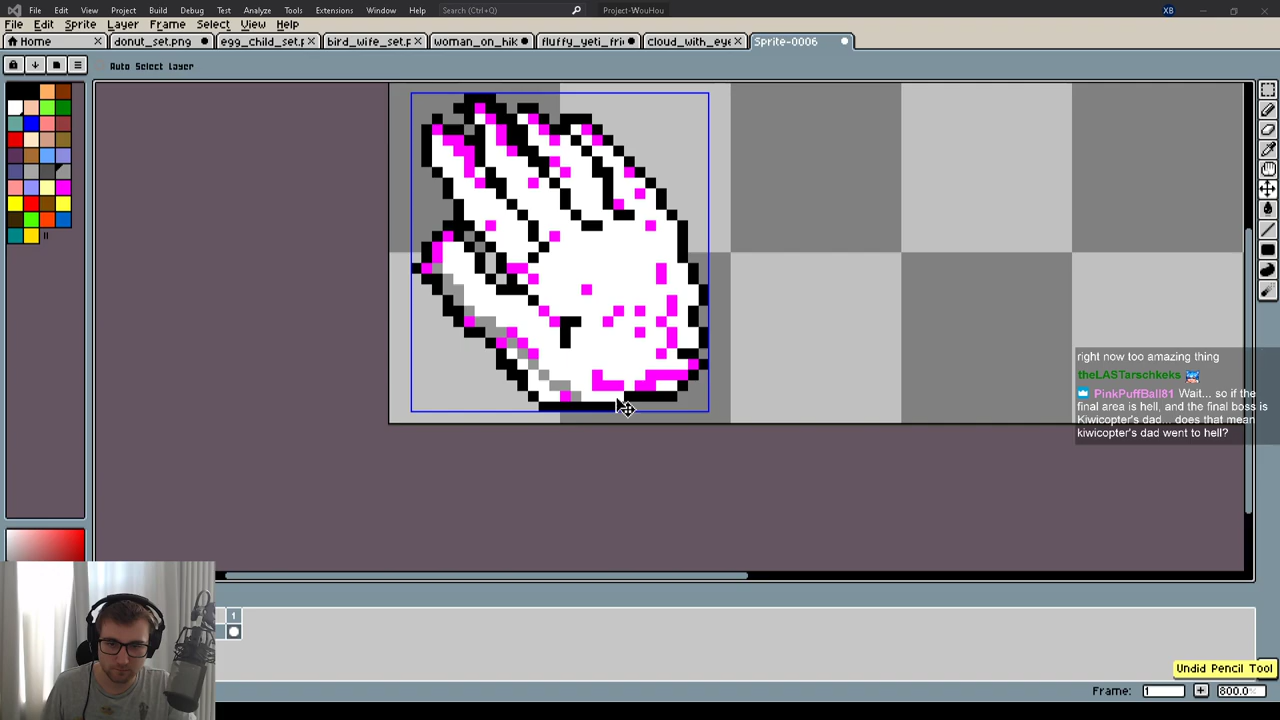 File Edit View Project Build Debug Test Analyze Tools Extensions Window Help Search (Ctrl+Q) Project-WouHou XB
File Edit Sprite Layer Frame Select View Help
Home donut_set.png egg_child_set.p bird_wife_set.p woman_on_hik fluffy_yeti_fri cloud_with_eye Sprite-0006
Auto Select Layer
right now too amazing thing
theLASTarschkeks
PinkPuffBall81 Wait... so if the
final area is hell, and the final boss is
Kiwicopter's dad... does that mean
kiwicopter's dad went to hell?
1
Undid Pencil Tool
Frame: 1 + 800.0